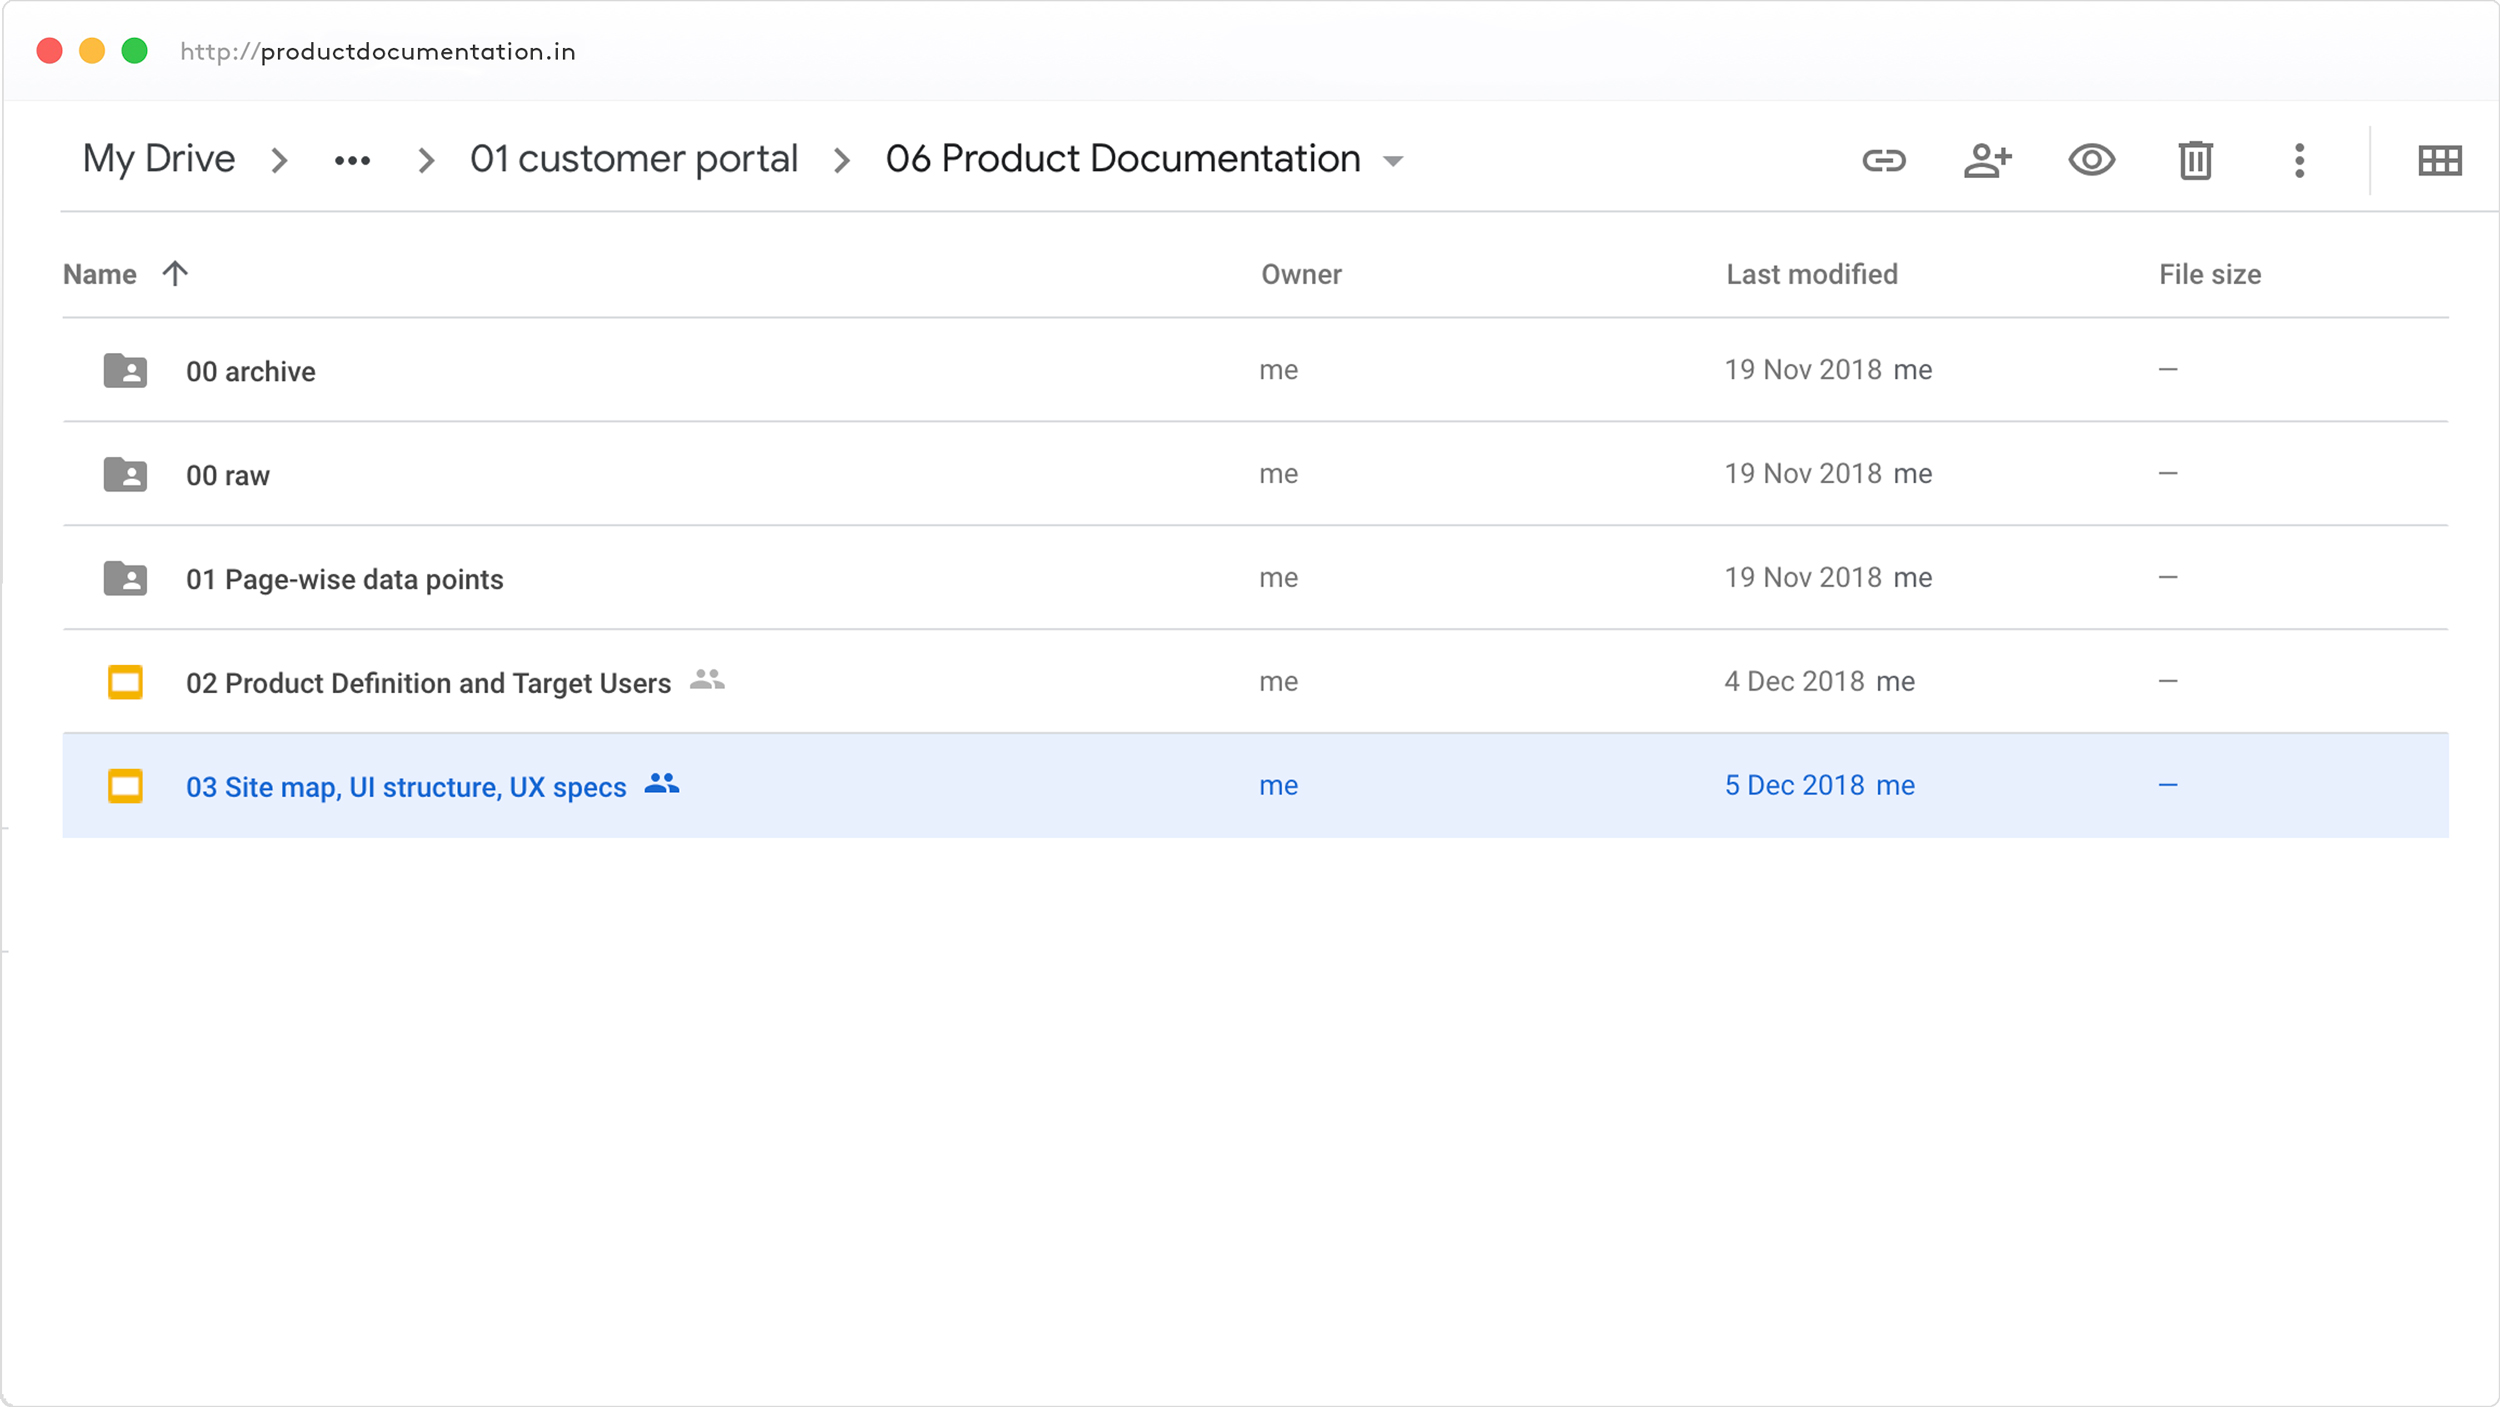 http://productdocumentation.in
My Drive > ... > 01 customer portal > 06 Product Documentation
Name Owner Last modified File size
00 archive me 19 Nov 2018 me —
00 raw me 19 Nov 2018 me —
01 Page-wise data points me 19 Nov 2018 me —
02 Product Definition and Target Users me 4 Dec 2018 me —
03 Site map, UI structure, UX specs me 5 Dec 2018 me —